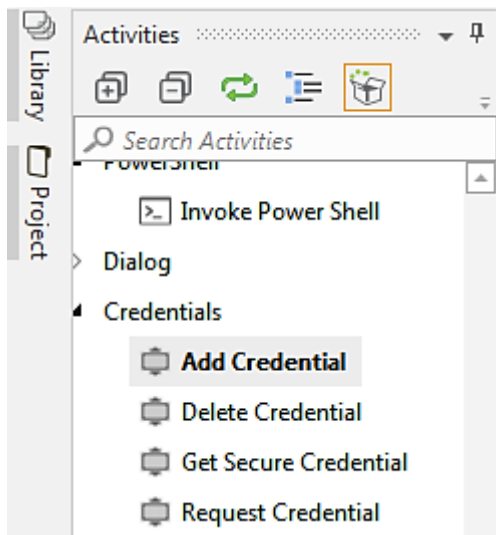 Library
Project
Activities
Search Activities
PowerShell
Invoke Power Shell
Dialog
Credentials
Add Credential
Delete Credential
Get Secure Credential
Request Credential